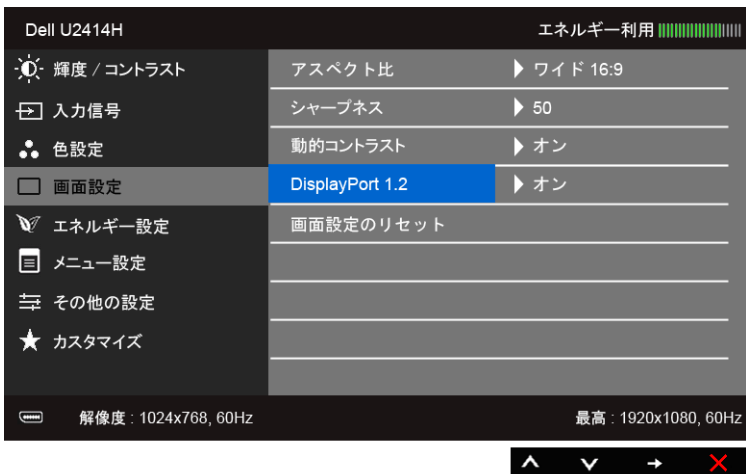 Dell U2414H エネルギー利用
輝度 / コントラスト
入力信号
色設定
画面設定
エネルギー設定
メニュー設定
その他の設定
カスタマイズ
アスペクト比 ワイド 16:9
シャープネス 50
動的コントラスト オン
DisplayPort 1.2 オン
画面設定のリセット
解像度 : 1024x768, 60Hz 最高 : 1920x1080, 60Hz